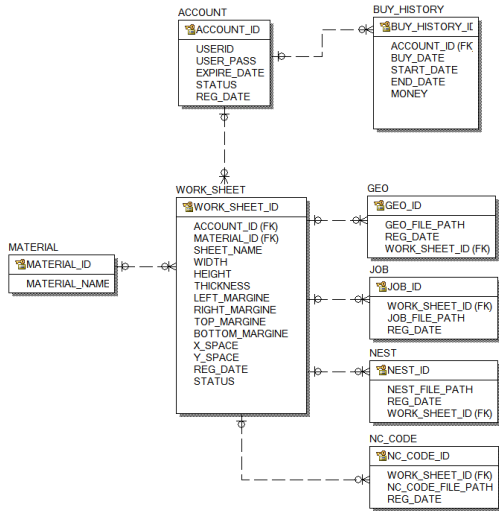 ACCOUNT
ACCOUNT_ID
USERID
USER_PASS
EXPIRE_DATE
STATUS
REG_DATE
BUY_HISTORY
BUY_HISTORY_ID
ACCOUNT_ID (FK)
BUY_DATE
START_DATE
END_DATE
MONEY
WORK_SHEET
WORK_SHEET_ID
ACCOUNT_ID (FK)
MATERIAL_ID (FK)
SHEET_NAME
WIDTH
HEIGHT
THICKNESS
LEFT_MARGINE
RIGHT_MARGINE
TOP_MARGINE
BOTTOM_MARGINE
X_SPACE
Y_SPACE
REG_DATE
STATUS
MATERIAL
MATERIAL_ID
MATERIAL_NAME
GEO
GEO_ID
GEO_FILE_PATH
REG_DATE
WORK_SHEET_ID (FK)
JOB
JOB_ID
WORK_SHEET_ID (FK)
JOB_FILE_PATH
REG_DATE
NEST
NEST_ID
NEST_FILE_PATH
REG_DATE
WORK_SHEET_ID (FK)
NC_CODE
NC_CODE_ID
WORK_SHEET_ID (FK)
NC_CODE_FILE_PATH
REG_DATE